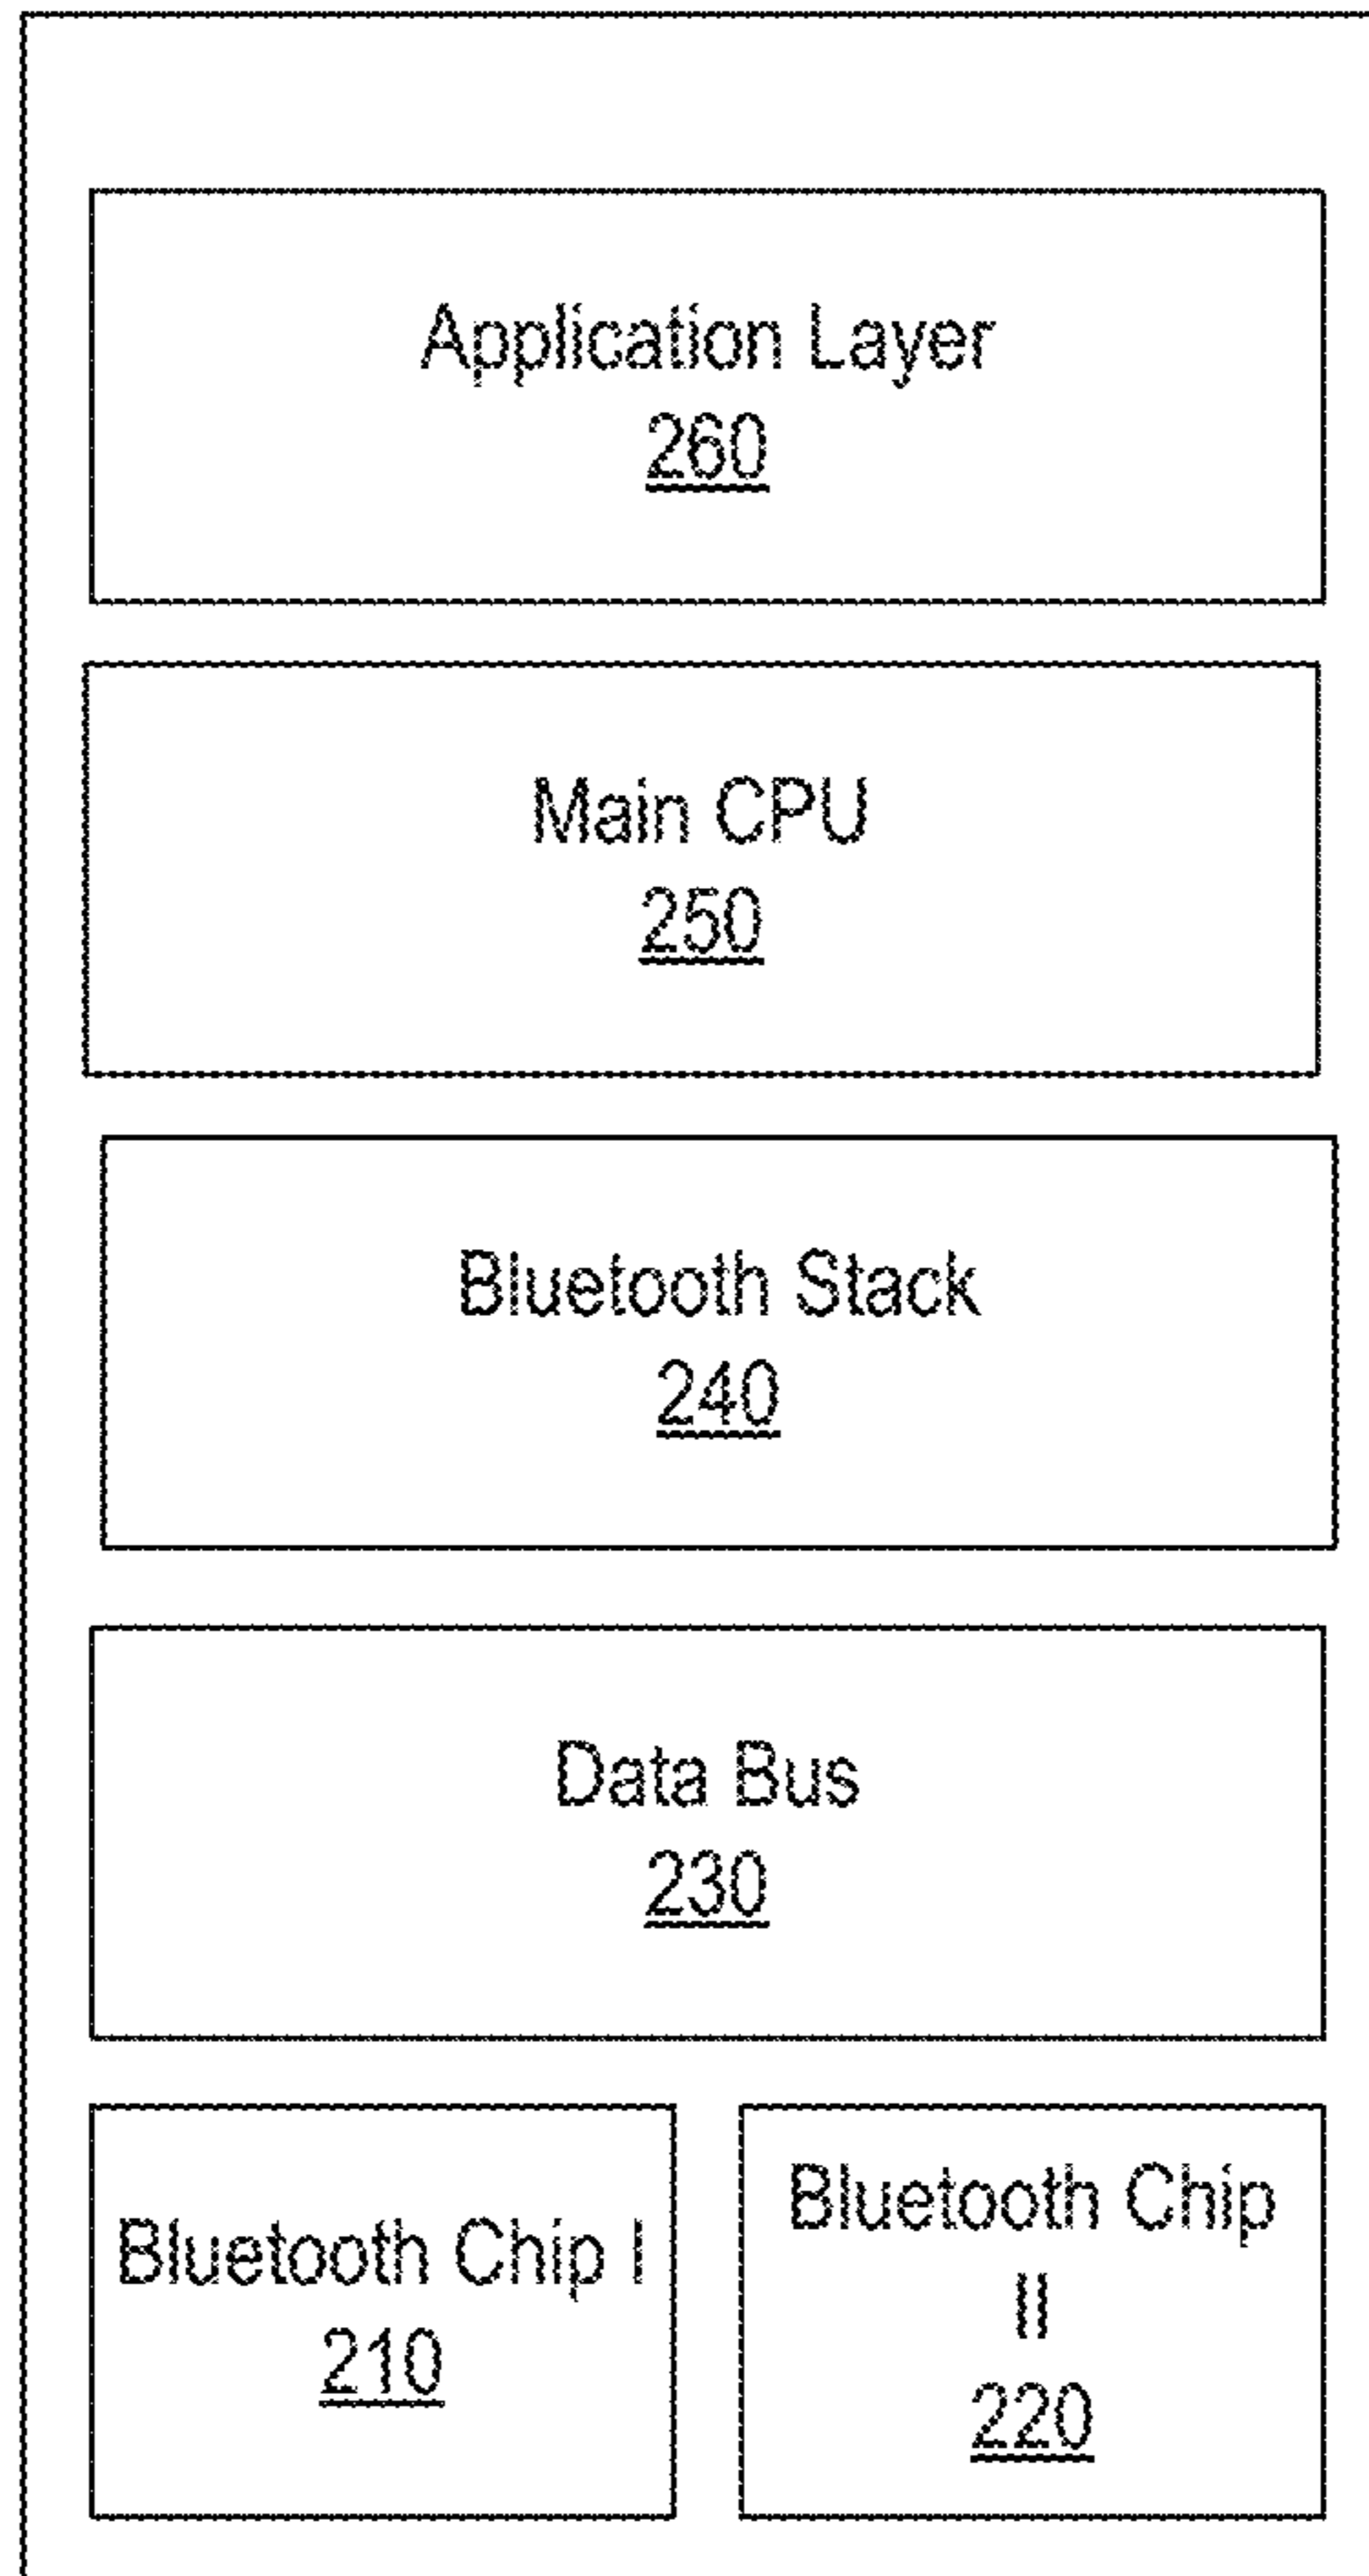 Application Layer
260
Main CPU
250
Bluetooth Stack
240
Data Bus
230
Bluetooth Chip I
210
Bluetooth Chip
II
220